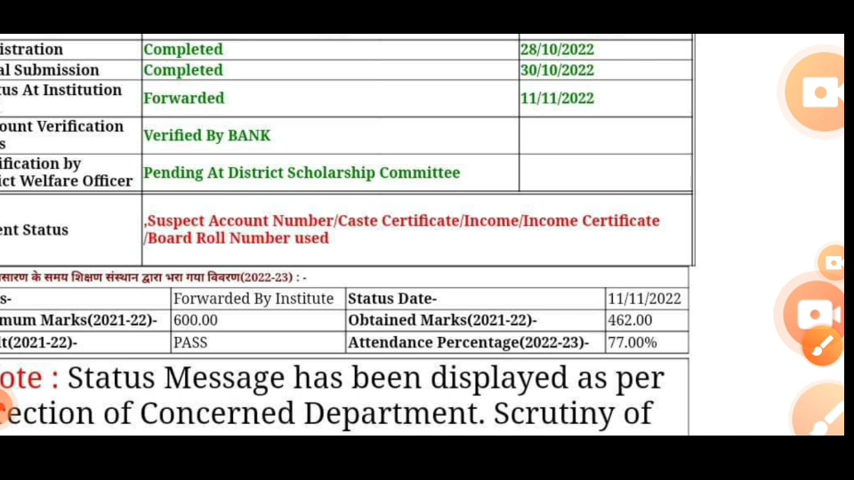 istration Completed 28/10/2022
al Submission Completed 30/10/2022
us At Institution
Forwarded 11/11/2022
ount Verification
s
Verified By BANK
ification by
ict Welfare Officer
Pending At District Scholarship Committee
nt Status
,Suspect Account Number/Caste Certificate/Income/Income Certificate
/Board Roll Number used
सारण के समय शिक्षण संस्थान द्वारा भरा गया विवरण(2022-23) : -
s- Forwarded By Institute Status Date- 11/11/2022
mum Marks(2021-22)- 600.00 Obtained Marks(2021-22)- 462.00
lt(2021-22)- PASS Attendance Percentage(2022-23)- 77.00%
ote : Status Message has been displayed as per
rection of Concerned Department. Scrutiny of